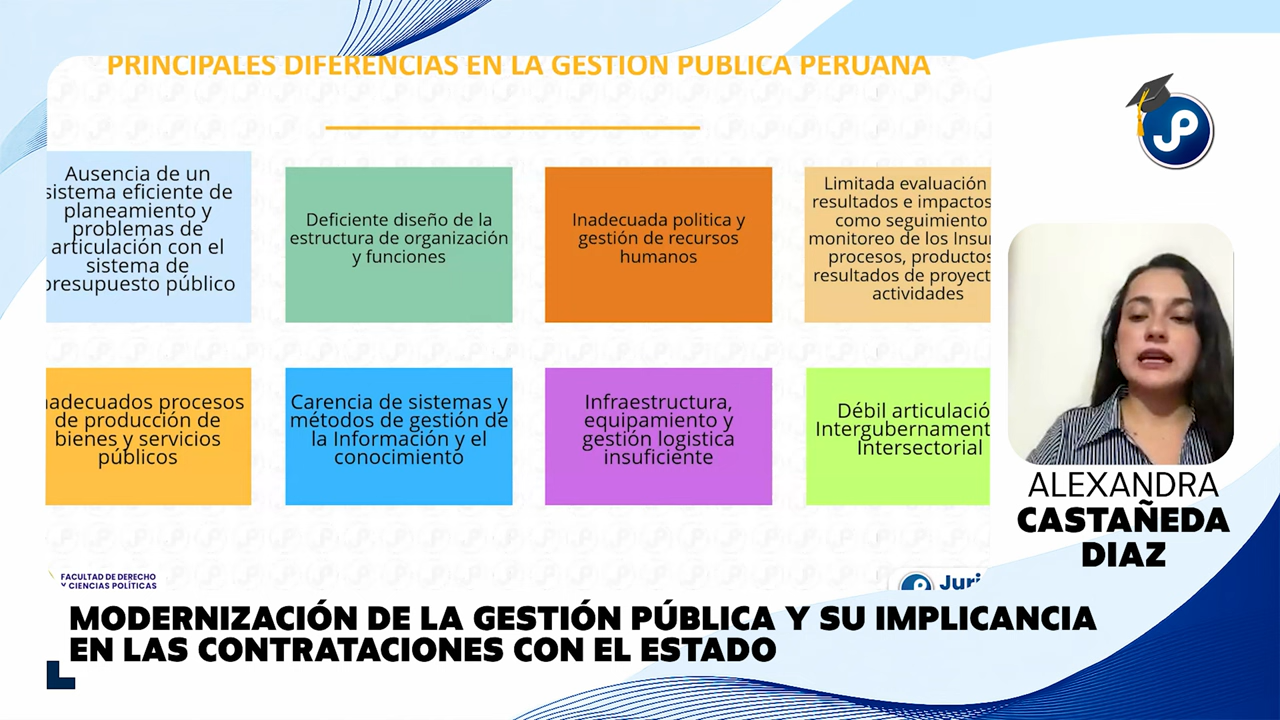 PRINCIPALES DIFERENCIAS EN LA GESTIÓN PÚBLICA PERUANA
Ausencia de un
sistema eficiente de
planeamiento y
problemas de
articulación con el
sistema de
presupuesto público
Deficiente diseño de la
estructura de organización
y funciones
Inadecuada politica y
gestión de recursos
humanos
Limitada evaluación
resultados e impactos
como seguimiento
monitoreo de los Insu
procesos, productos
resultados de proyect
actividades
nadecuados procesos
de producción de
bienes y servicios
públicos
Carencia de sistemas y
métodos de gestión de
la Información y el
conocimiento
Infraestructura,
equipamiento y
gestión logistica
insuficiente
Débil articulació
Intergubernament
Intersectorial
FACULTAD DE DERECHO
Y CIENCIAS POLÍTICAS
Juri
JP
ALEXANDRA
CASTAÑEDA
DIAZ
MODERNIZACIÓN DE LA GESTIÓN PÚBLICA Y SU IMPLICANCIA
EN LAS CONTRATACIONES CON EL ESTADO